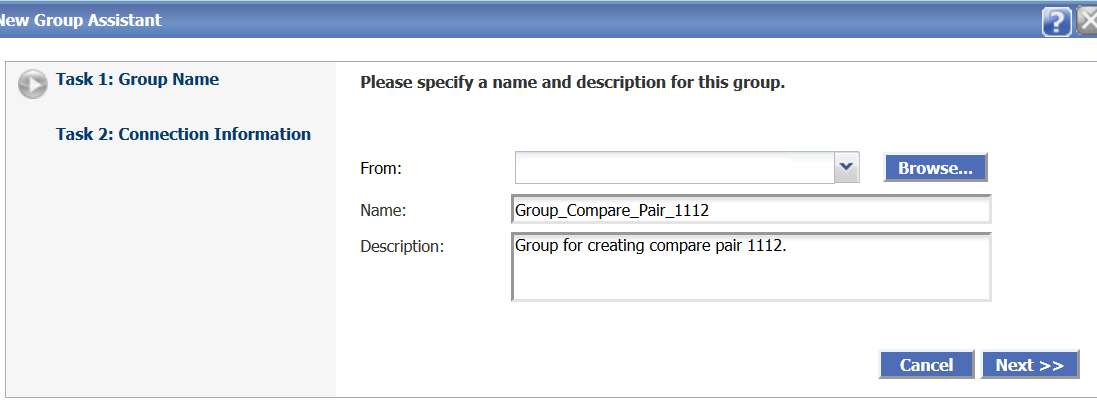 New Group Assistant
?
Task 1: Group Name
Task 2: Connection Information
Please specify a name and description for this group.
From:
Browse...
Name:
Group_Compare_Pair_1112
Description:
Group for creating compare pair 1112.
Cancel
Next >>